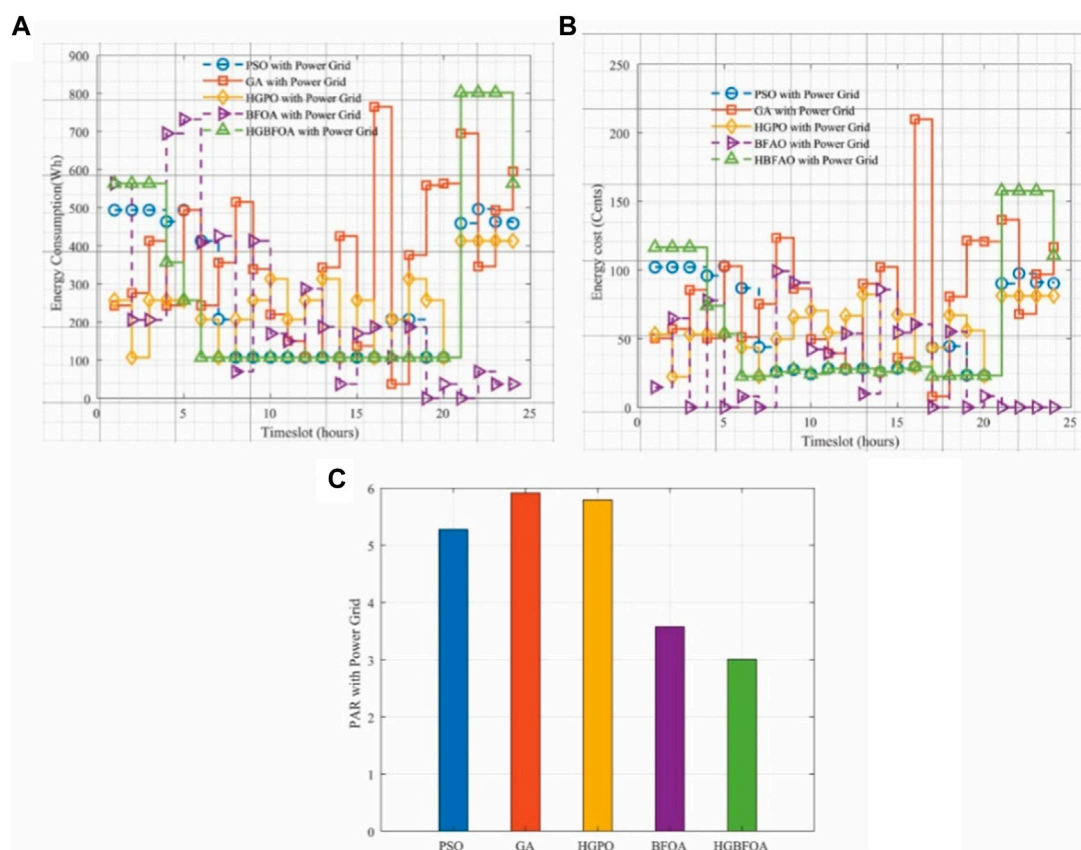 A
900
800
700
600
500
400
300
200
100
0
Energy Consumption(Wh)
PSO with Power Grid
GA with Power Grid
HGPO with Power Grid
BFOA with Power Grid
HGBFOA with Power Grid
0 5 10 15 20 25
Timeslot (hours)
B
250
200
150
100
50
0
Energy cost (Cents)
PSO with Power Grid
GA with Power Grid
HGPO with Power Grid
BFAO with Power Grid
HBFAO with Power Grid
0 5 10 15 20 25
Timeslot (hours)
C
6
5
4
3
2
1
0
PAR with Power Grid
PSO GA HGPO BFOA HGBFOA